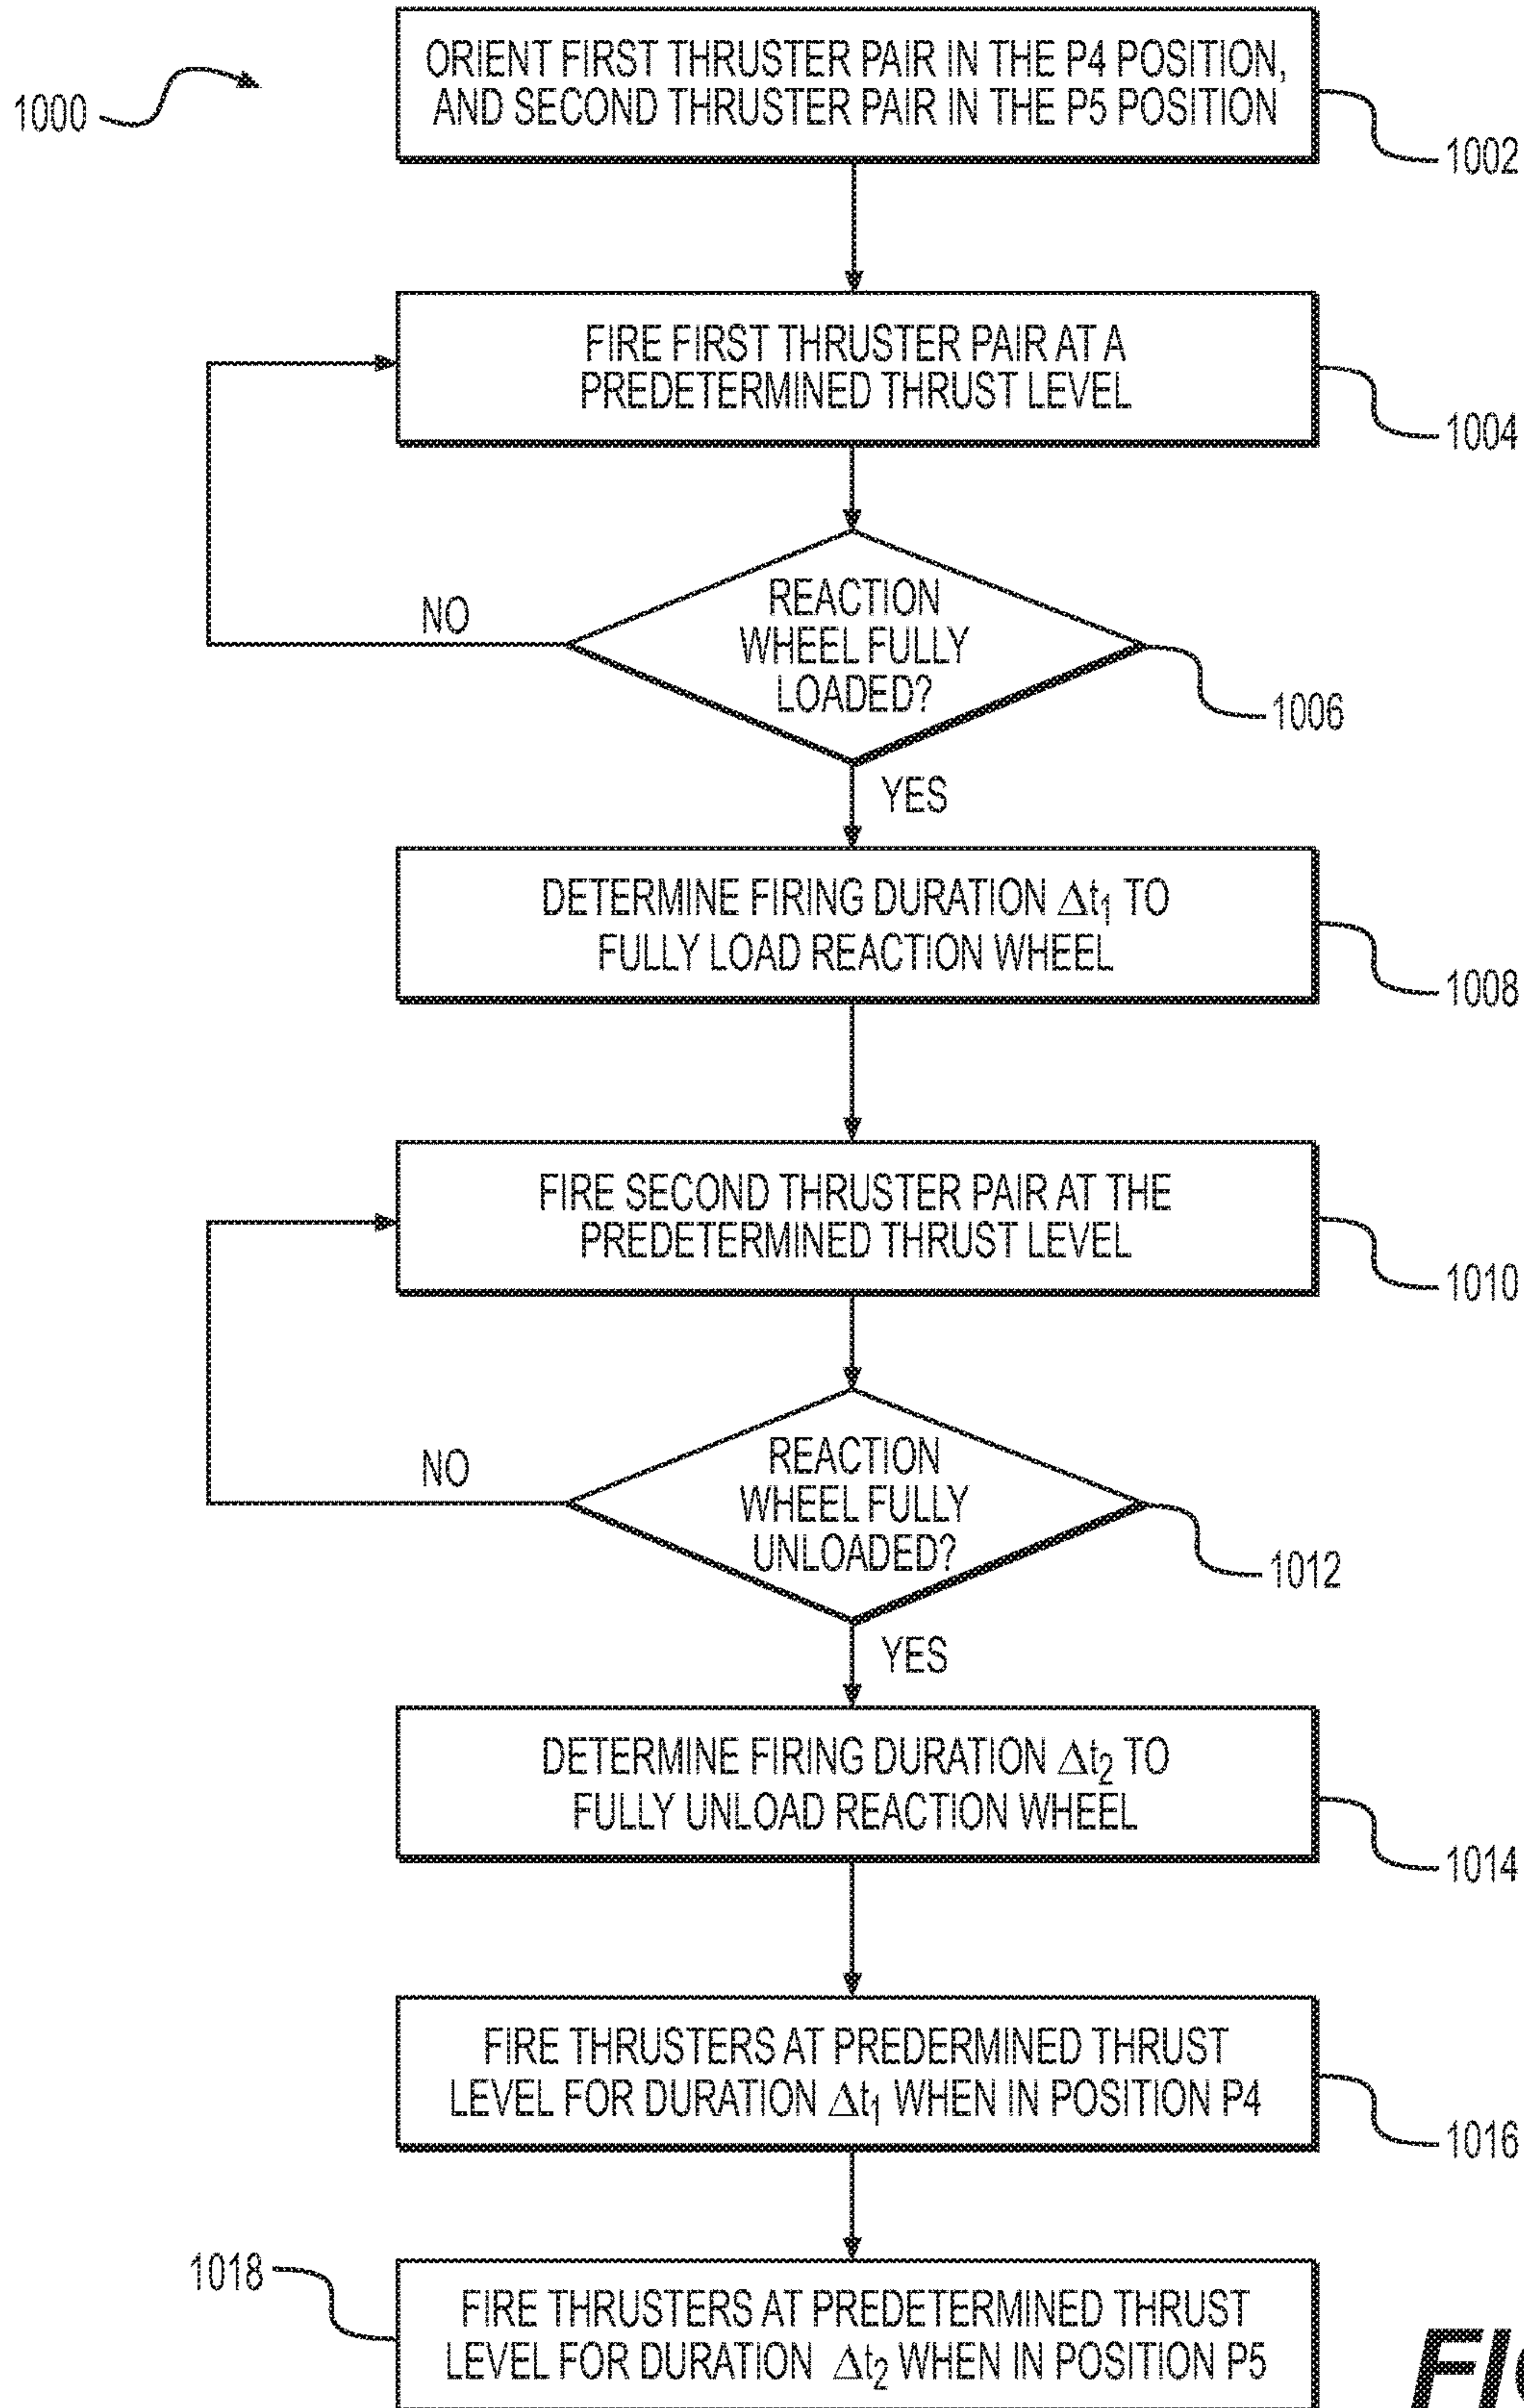 1000
ORIENT FIRST THRUSTER PAIR IN THE P4 POSITION,
AND SECOND THRUSTER PAIR IN THE P5 POSITION
1002
FIRE FIRST THRUSTER PAIR AT A
PREDETERMINED THRUST LEVEL
1004
REACTION
WHEEL FULLY
LOADED?
NO
1006
YES
DETERMINE FIRING DURATION Δt₁ TO
FULLY LOAD REACTION WHEEL
1008
FIRE SECOND THRUSTER PAIR AT THE
PREDETERMINED THRUST LEVEL
1010
REACTION
WHEEL FULLY
UNLOADED?
NO
1012
YES
DETERMINE FIRING DURATION Δt₂ TO
FULLY UNLOAD REACTION WHEEL
1014
FIRE THRUSTERS AT PREDERMINED THRUST
LEVEL FOR DURATION Δt₁ WHEN IN POSITION P4
1016
1018
FIRE THRUSTERS AT PREDETERMINED THRUST
LEVEL FOR DURATION Δt₂ WHEN IN POSITION P5